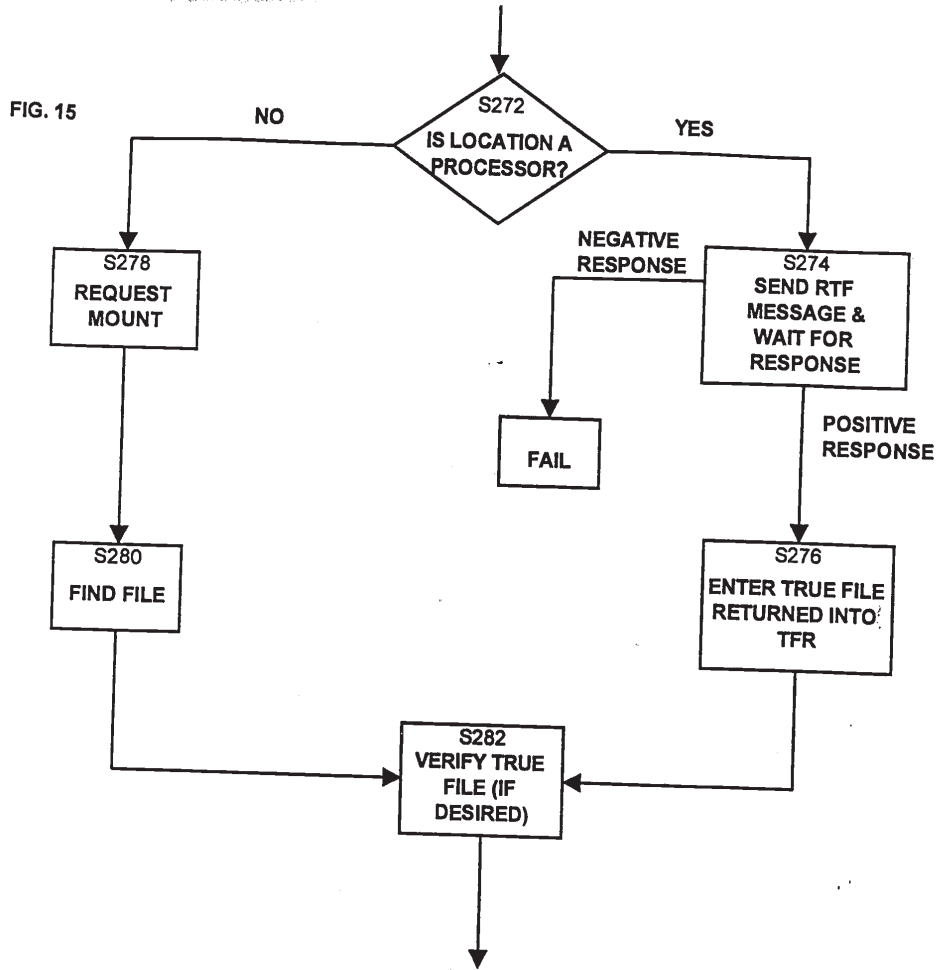 FIG. 15
S272
IS LOCATION A
PROCESSOR?
NO
YES
S278
REQUEST
MOUNT
NEGATIVE
RESPONSE
S274
SEND RTF
MESSAGE &
WAIT FOR
RESPONSE
FAIL
POSITIVE
RESPONSE
S280
FIND FILE
S276
ENTER TRUE FILE
RETURNED INTO
TFR
S282
VERIFY TRUE
FILE (IF
DESIRED)